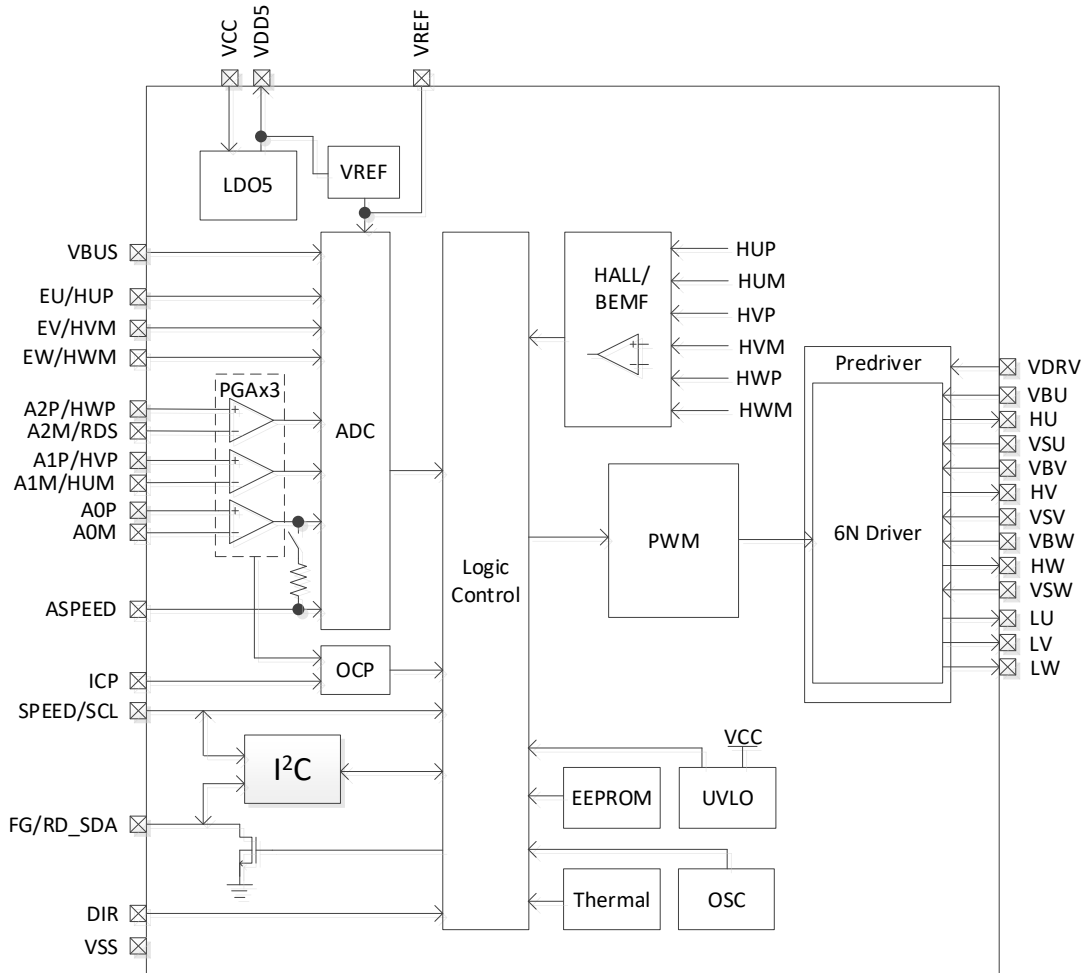 VCC
VDD5
VREF
LDO5
VREF
VBUS
EU/HUP
EV/HVM
EW/HWM
PGAx3
A2P/HWP
A2M/RDS
A1P/HVP
A1M/HUM
A0P
A0M
ASPEED
ICP
SPEED/SCL
FG/RD_SDA
DIR
VSS
+
−
+
−
+
−
ADC
OCP
I²C
Logic
Control
HALL/
BEMF
+
−
HUP
HUM
HVP
HVM
HWP
HWM
PWM
Predriver
6N Driver
VDRV
VBU
HU
VSU
VBV
HV
VSV
VBW
HW
VSW
LU
LV
LW
VCC
EEPROM
UVLO
Thermal
OSC